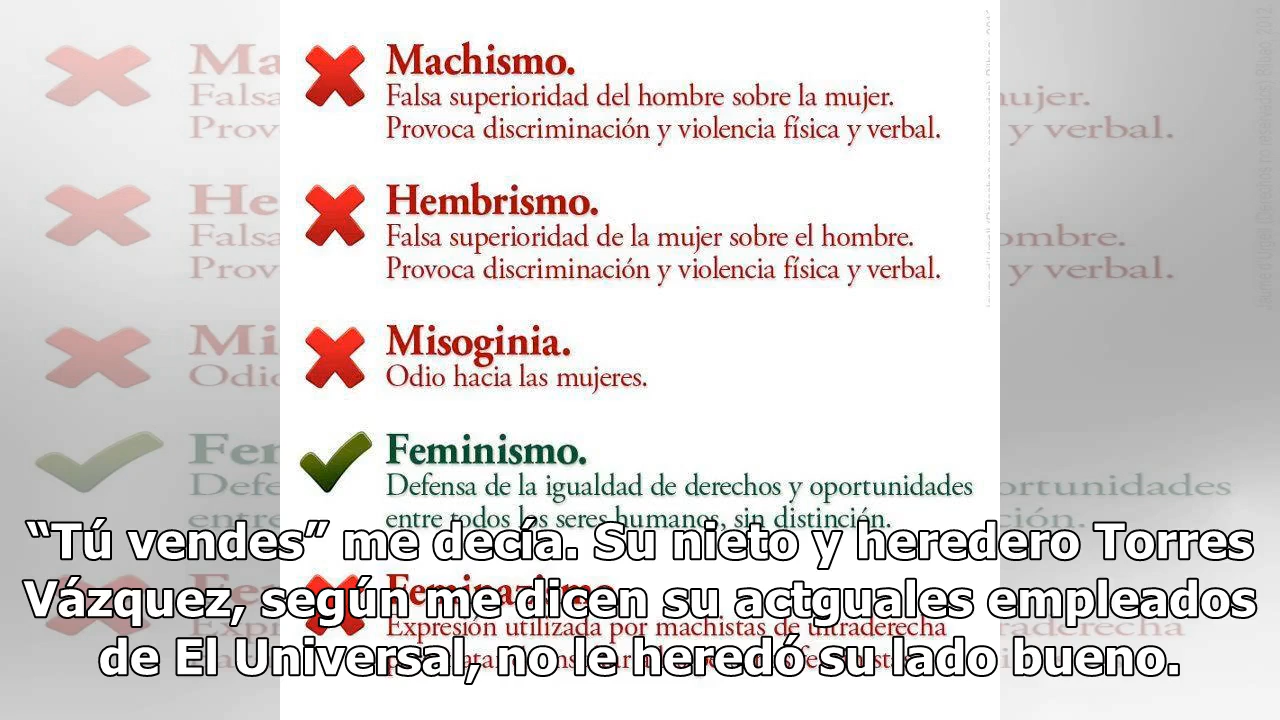 Machismo.
Falsa superioridad del hombre sobre la mujer.
Provoca discriminación y violencia física y verbal.
Hembrismo.
Falsa superioridad de la mujer sobre el hombre.
Provoca discriminación y violencia física y verbal.
Misoginia.
Odio hacia las mujeres.
Feminismo.
Defensa de la igualdad de derechos y oportunidades
entre todos los seres humanos, sin distinción.
Feminazismo.
Expresión utilizada por machistas de ultraderecha
“Tú vendes” me decía. Su nieto y heredero Torres
Vázquez, según me dicen su actguales empleados
de El Universal, no le heredó su lado bueno.